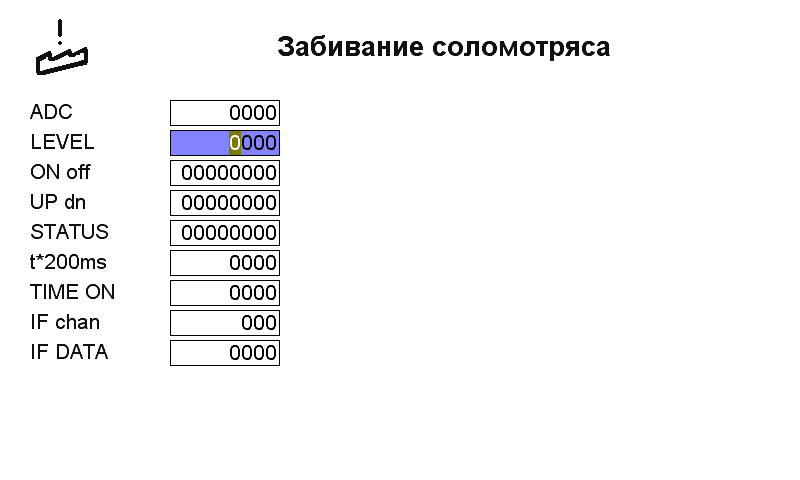 Забивание соломотряса
ADC 0000
LEVEL 0000
ON off 00000000
UP dn 00000000
STATUS 00000000
t*200ms 0000
TIME ON 0000
IF chan 000
IF DATA 0000